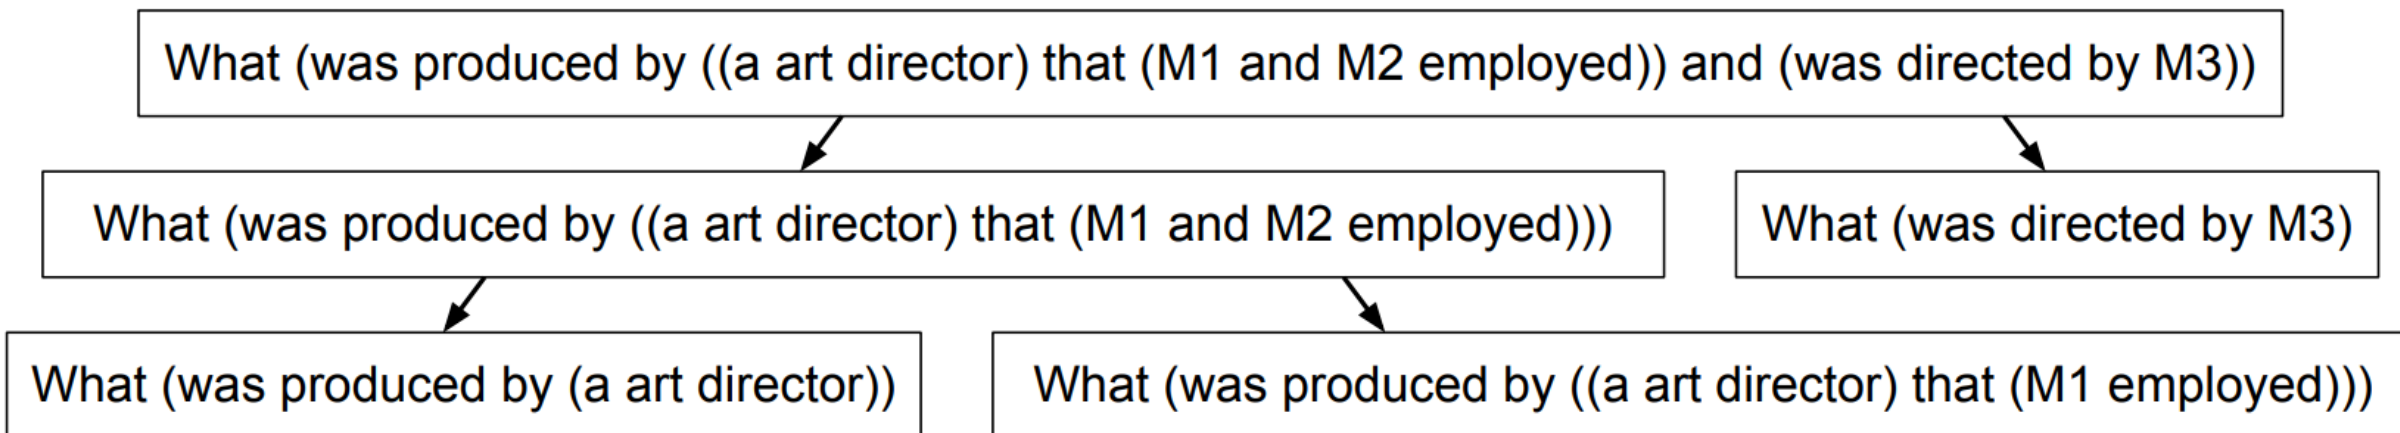 What (was produced by ((a art director) that (M1 and M2 employed)) and (was directed by M3))
What (was produced by ((a art director) that (M1 and M2 employed)))
What (was directed by M3)
What (was produced by (a art director))
What (was produced by ((a art director) that (M1 employed)))